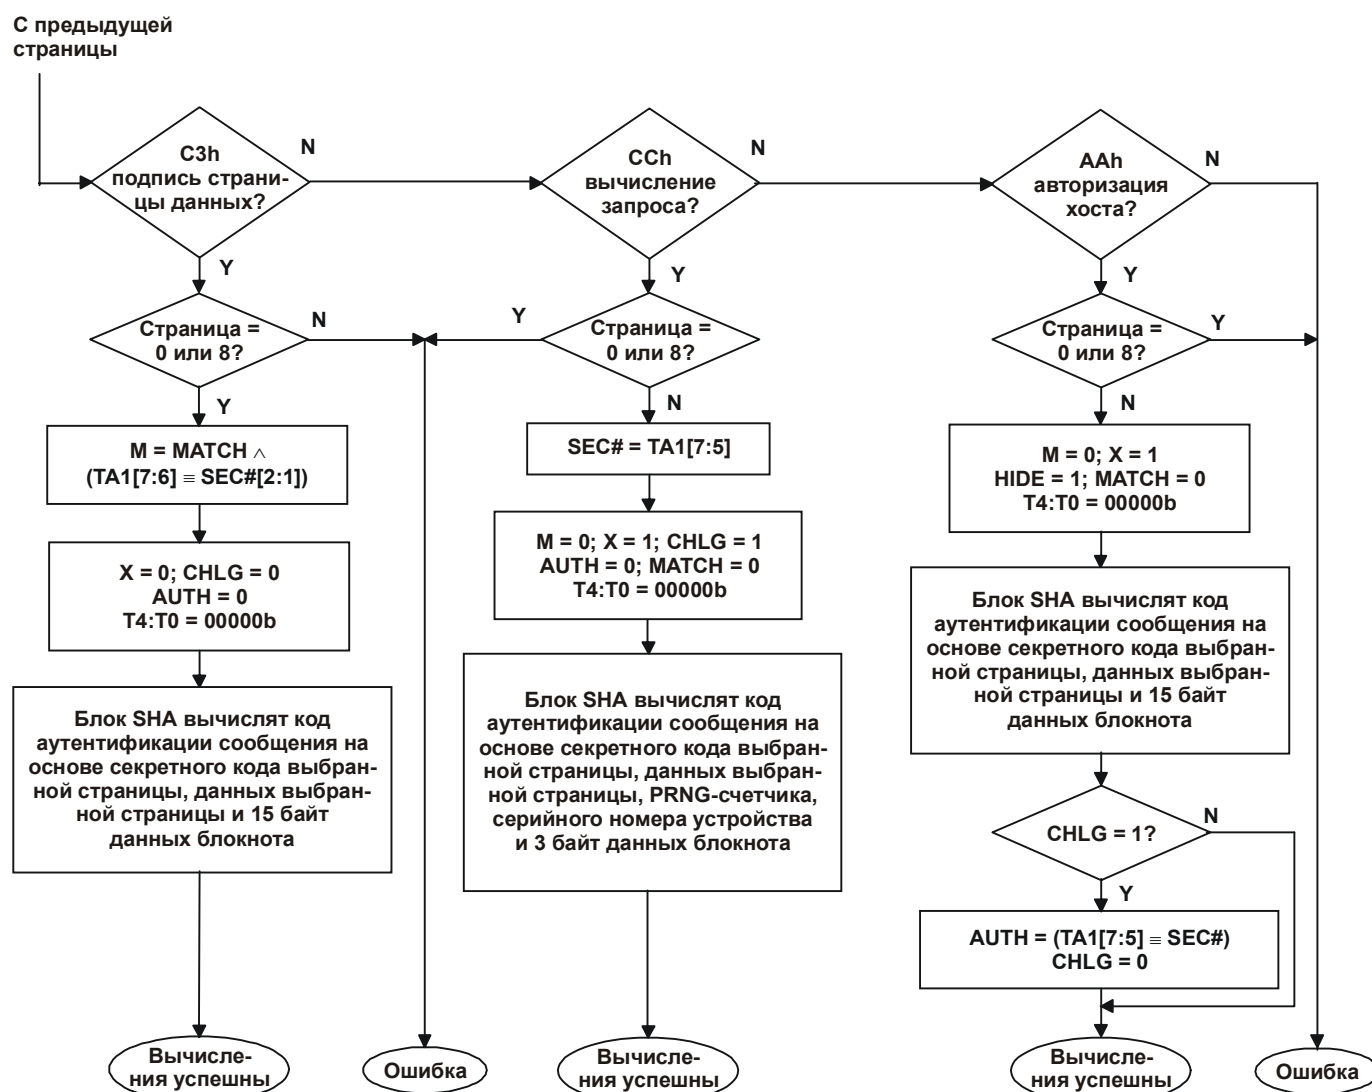 С предыдущей
страницы
C3h
подпись страни-
цы данных?
N
CCh
вычисление
запроса?
N
AAh
авторизация
хоста?
N
Y
Y
Y
Страница =
0 или 8?
N
Y
Страница =
0 или 8?
Страница =
0 или 8?
Y
Y
N
N
M = MATCH ∧
(TA1[7:6] ≡ SEC#[2:1])
SEC# = TA1[7:5]
M = 0; X = 1
HIDE = 1; MATCH = 0
T4:T0 = 00000b
X = 0; CHLG = 0
AUTH = 0
T4:T0 = 00000b
M = 0; X = 1; CHLG = 1
AUTH = 0; MATCH = 0
T4:T0 = 00000b
Блок SHA вычислят код
аутентификации сообщения на
основе секретного кода выбран-
ной страницы, данных выбран-
ной страницы и 15 байт
данных блокнота
Блок SHA вычислят код
аутентификации сообщения на
основе секретного кода выбран-
ной страницы, данных выбран-
ной страницы, PRNG-счетчика,
серийного номера устройства
и 3 байт данных блокнота
Блок SHA вычислят код
аутентификации сообщения на
основе секретного кода выбран-
ной страницы, данных выбран-
ной страницы и 15 байт
данных блокнота
CHLG = 1?
N
Y
AUTH = (TA1[7:5] ≡ SEC#)
CHLG = 0
Вычисле-
ния успешны
Ошибка
Вычисле-
ния успешны
Вычисле-
ния успешны
Ошибка